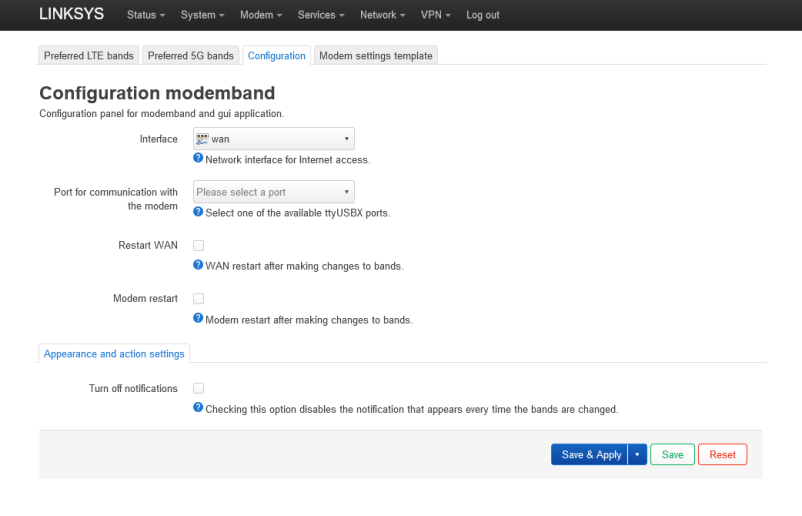 LINKSYS Status System Modem Services Network VPN Log out
Preferred LTE bands Preferred 5G bands Configuration Modem settings template
Configuration modemband
Configuration panel for modemband and gui application.
Interface wan
? Network interface for Internet access.
Port for communication with
the modem
Please select a port
? Select one of the available ttyUSBX ports.
Restart WAN
? WAN restart after making changes to bands.
Modem restart
? Modem restart after making changes to bands.
Appearance and action settings
Turn off notifications
? Checking this option disables the notification that appears every time the bands are changed.
Save & Apply Save Reset